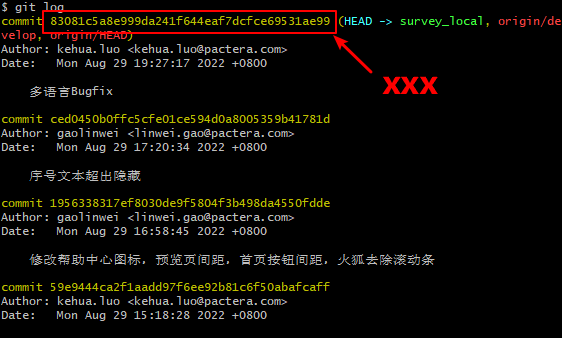 $ git log
commit 83081c5a8e999da241f644eaf7dcfce69531ae99 (HEAD -> survey_local, origin/de
velop, origin/HEAD)
Author: kehua.luo <kehua.luo@pactera.com>
Date:   Mon Aug 29 19:27:17 2022 +0800
xxx
多语言Bugfix
commit ced0450b0ffc5cfe01ce594d0a8005359b41781d
Author: gaolinwei <linwei.gao@pactera.com>
Date:   Mon Aug 29 17:20:34 2022 +0800
序号文本超出隐藏
commit 1956338317ef8030de9f5804f3b498da4550fdde
Author: gaolinwei <linwei.gao@pactera.com>
Date:   Mon Aug 29 16:58:45 2022 +0800
修改帮助中心图标, 预览页间距, 首页按钮间距, 火狐去除滚动条
commit 59e9444ca2f1aadd97f6ee92b81c6f50abafcaff
Author: kehua.luo <kehua.luo@pactera.com>
Date:   Mon Aug 29 15:18:28 2022 +0800